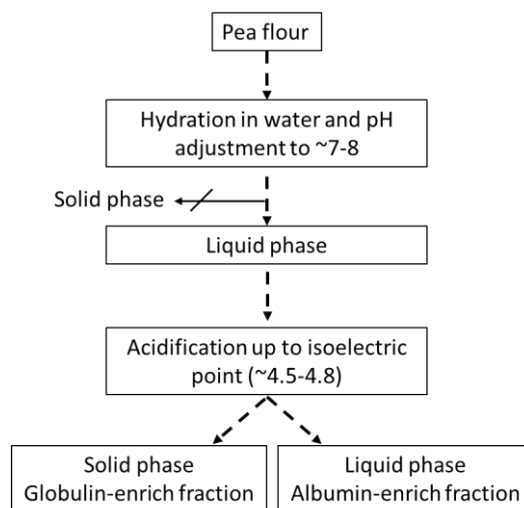 Pea flour
Hydration in water and pH
adjustment to ~7-8
Solid phase
Liquid phase
Acidification up to isoelectric
point (~4.5-4.8)
Solid phase
Globulin-enrich fraction
Liquid phase
Albumin-enrich fraction